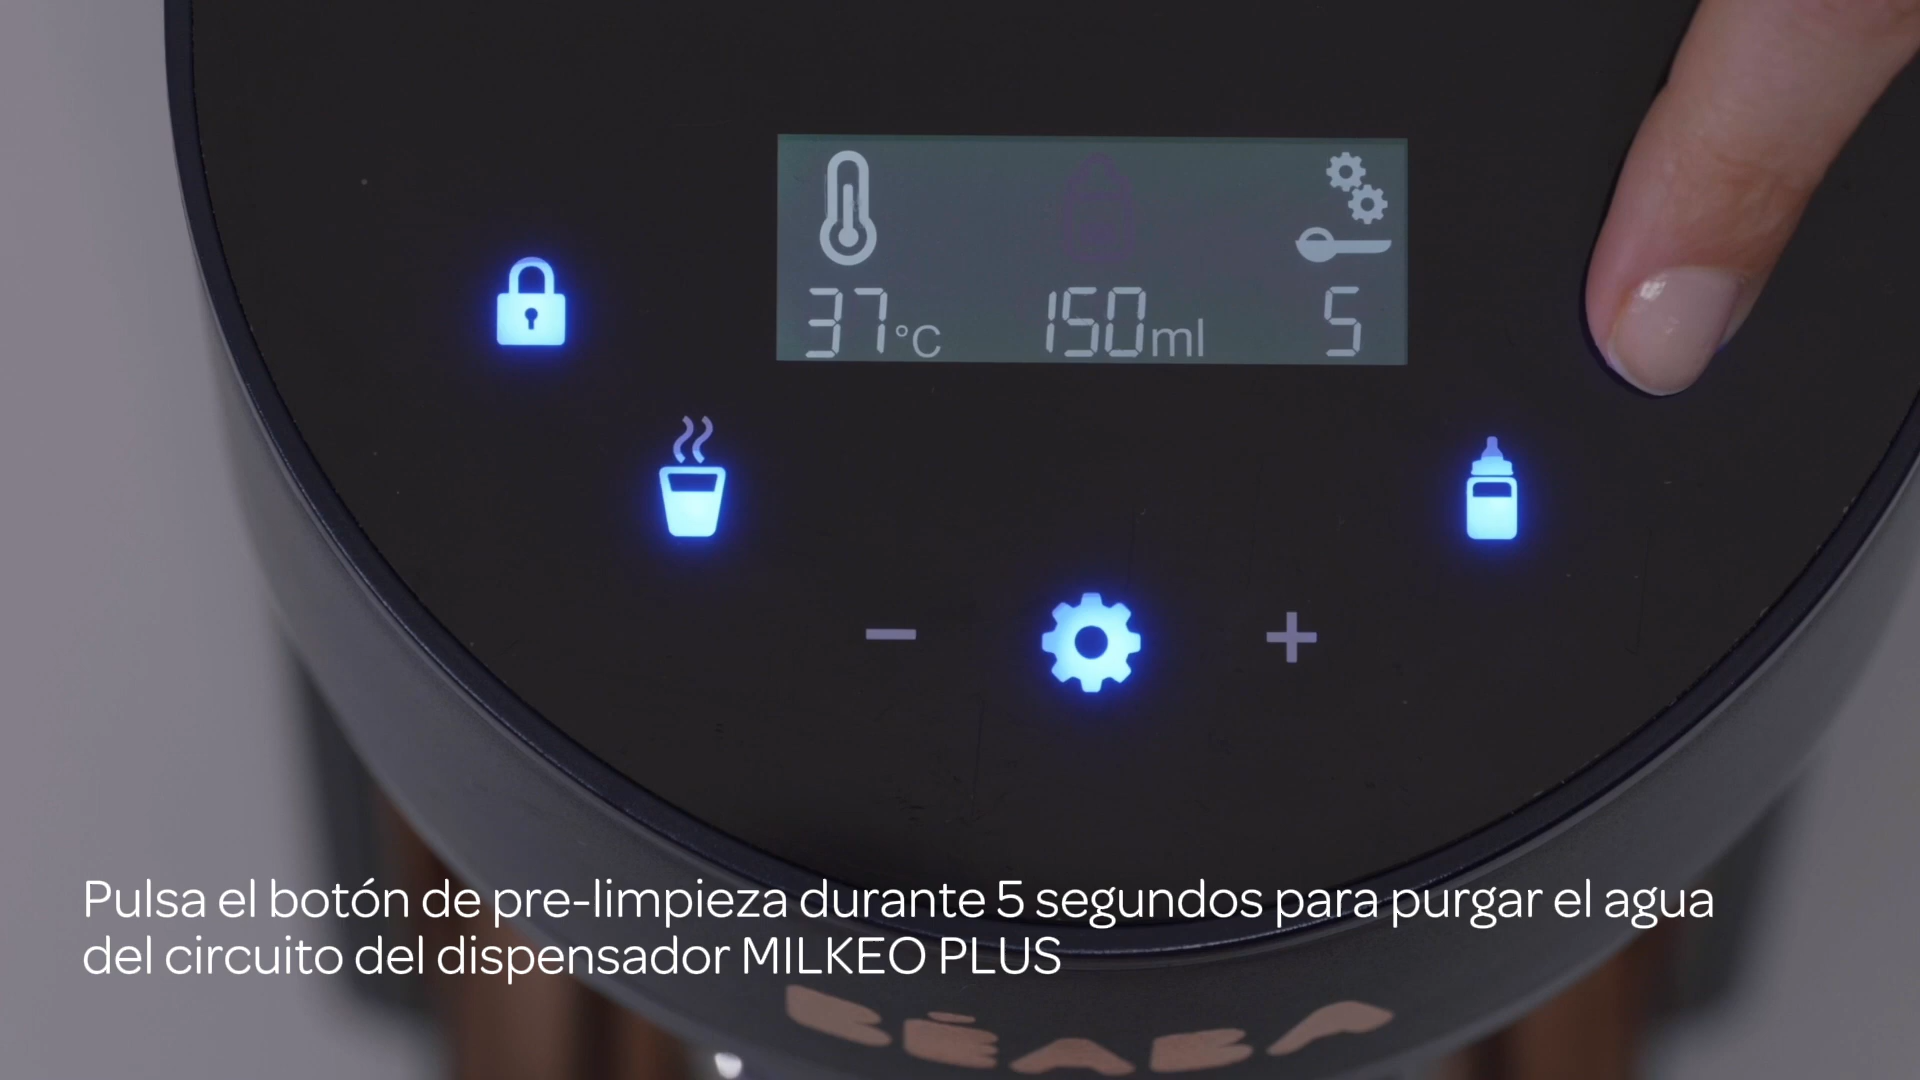 37°C 150ml 5
Pulsa el botón de pre-limpieza durante 5 segundos para purgar el agua
del circuito del dispensador MILKEO PLUS
BÉABA